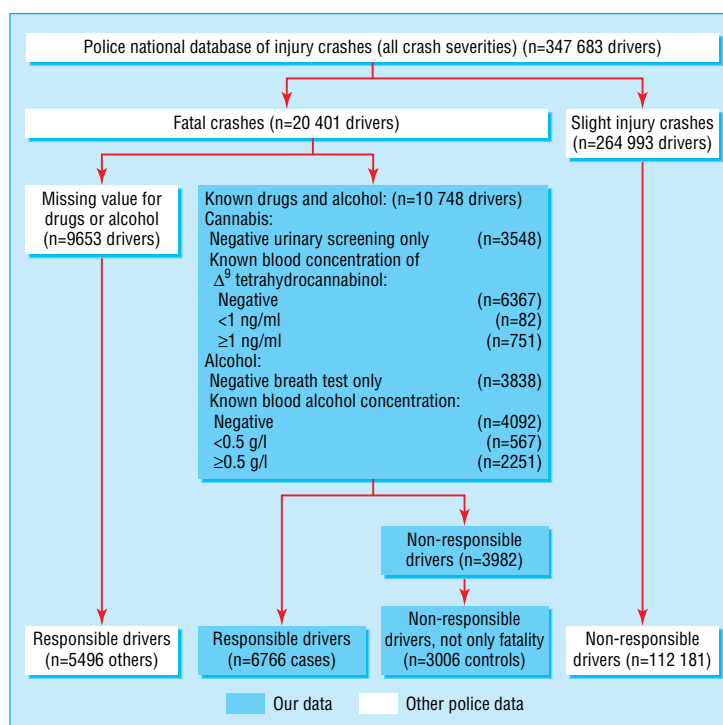 Police national database of injury crashes (all crash severities) (n=347 683 drivers)
Fatal crashes (n=20 401 drivers)
Slight injury crashes
(n=264 993 drivers)
Missing value for
drugs or alcohol
(n=9653 drivers)
Known drugs and alcohol: (n=10 748 drivers)
Cannabis:
Negative urinary screening only (n=3548)
Known blood concentration of
Δ⁹ tetrahydrocannabinol:
Negative (n=6367)
<1 ng/ml (n=82)
≥1 ng/ml (n=751)
Alcohol:
Negative breath test only (n=3838)
Known blood alcohol concentration:
Negative (n=4092)
<0.5 g/l (n=567)
≥0.5 g/l (n=2251)
Non-responsible
drivers (n=3982)
Responsible drivers
(n=5496 others)
Responsible drivers
(n=6766 cases)
Non-responsible
drivers, not only fatality
(n=3006 controls)
Non-responsible
drivers (n=112 181)
Our data
Other police data